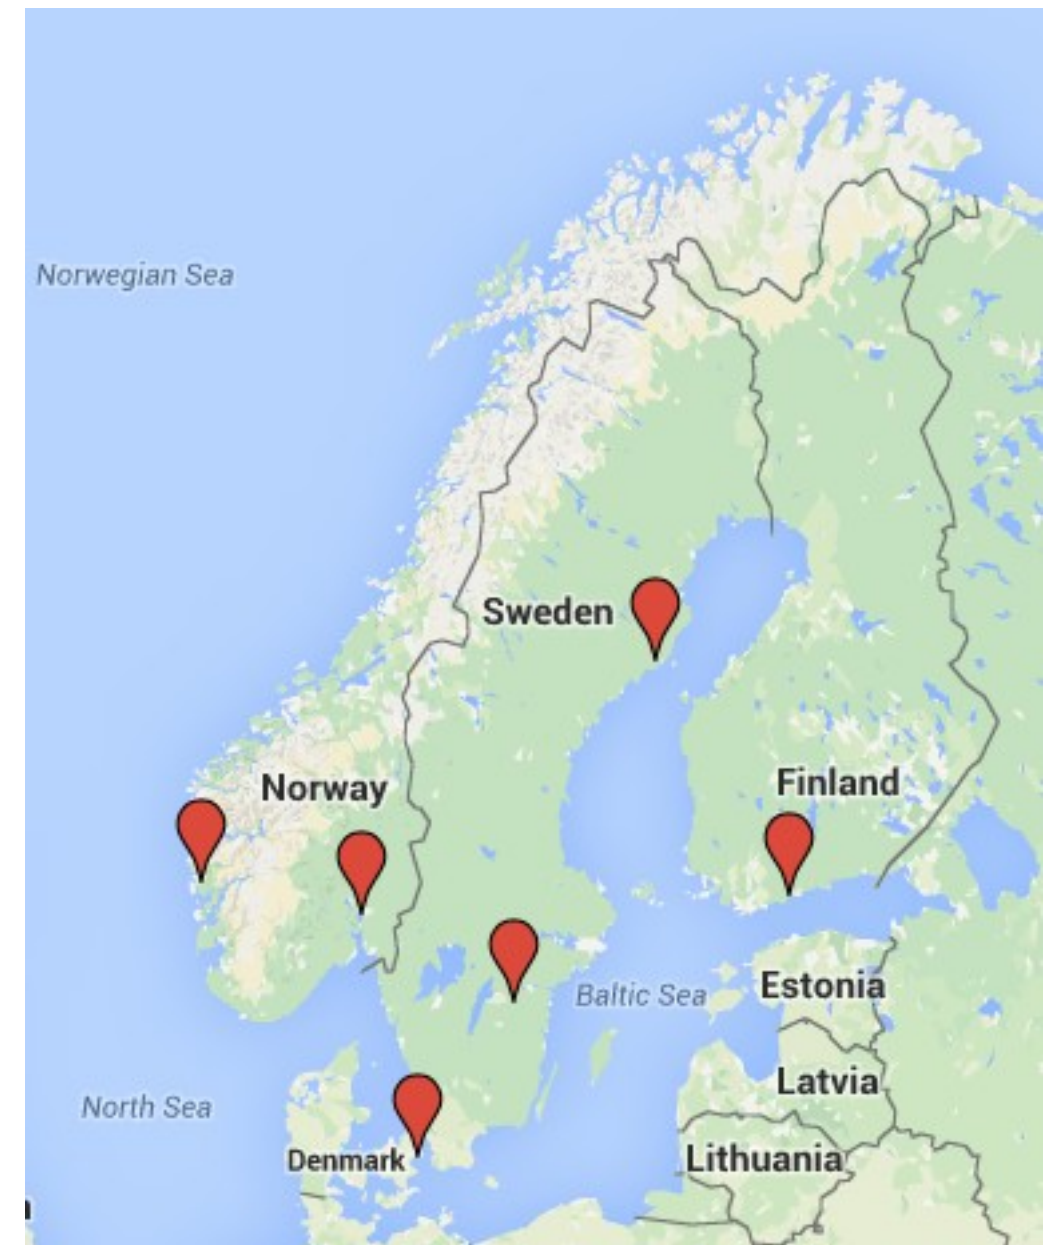 Norwegian Sea
Sweden
Norway
Finland
Baltic Sea
Estonia
Latvia
North Sea
Denmark
Lithuania